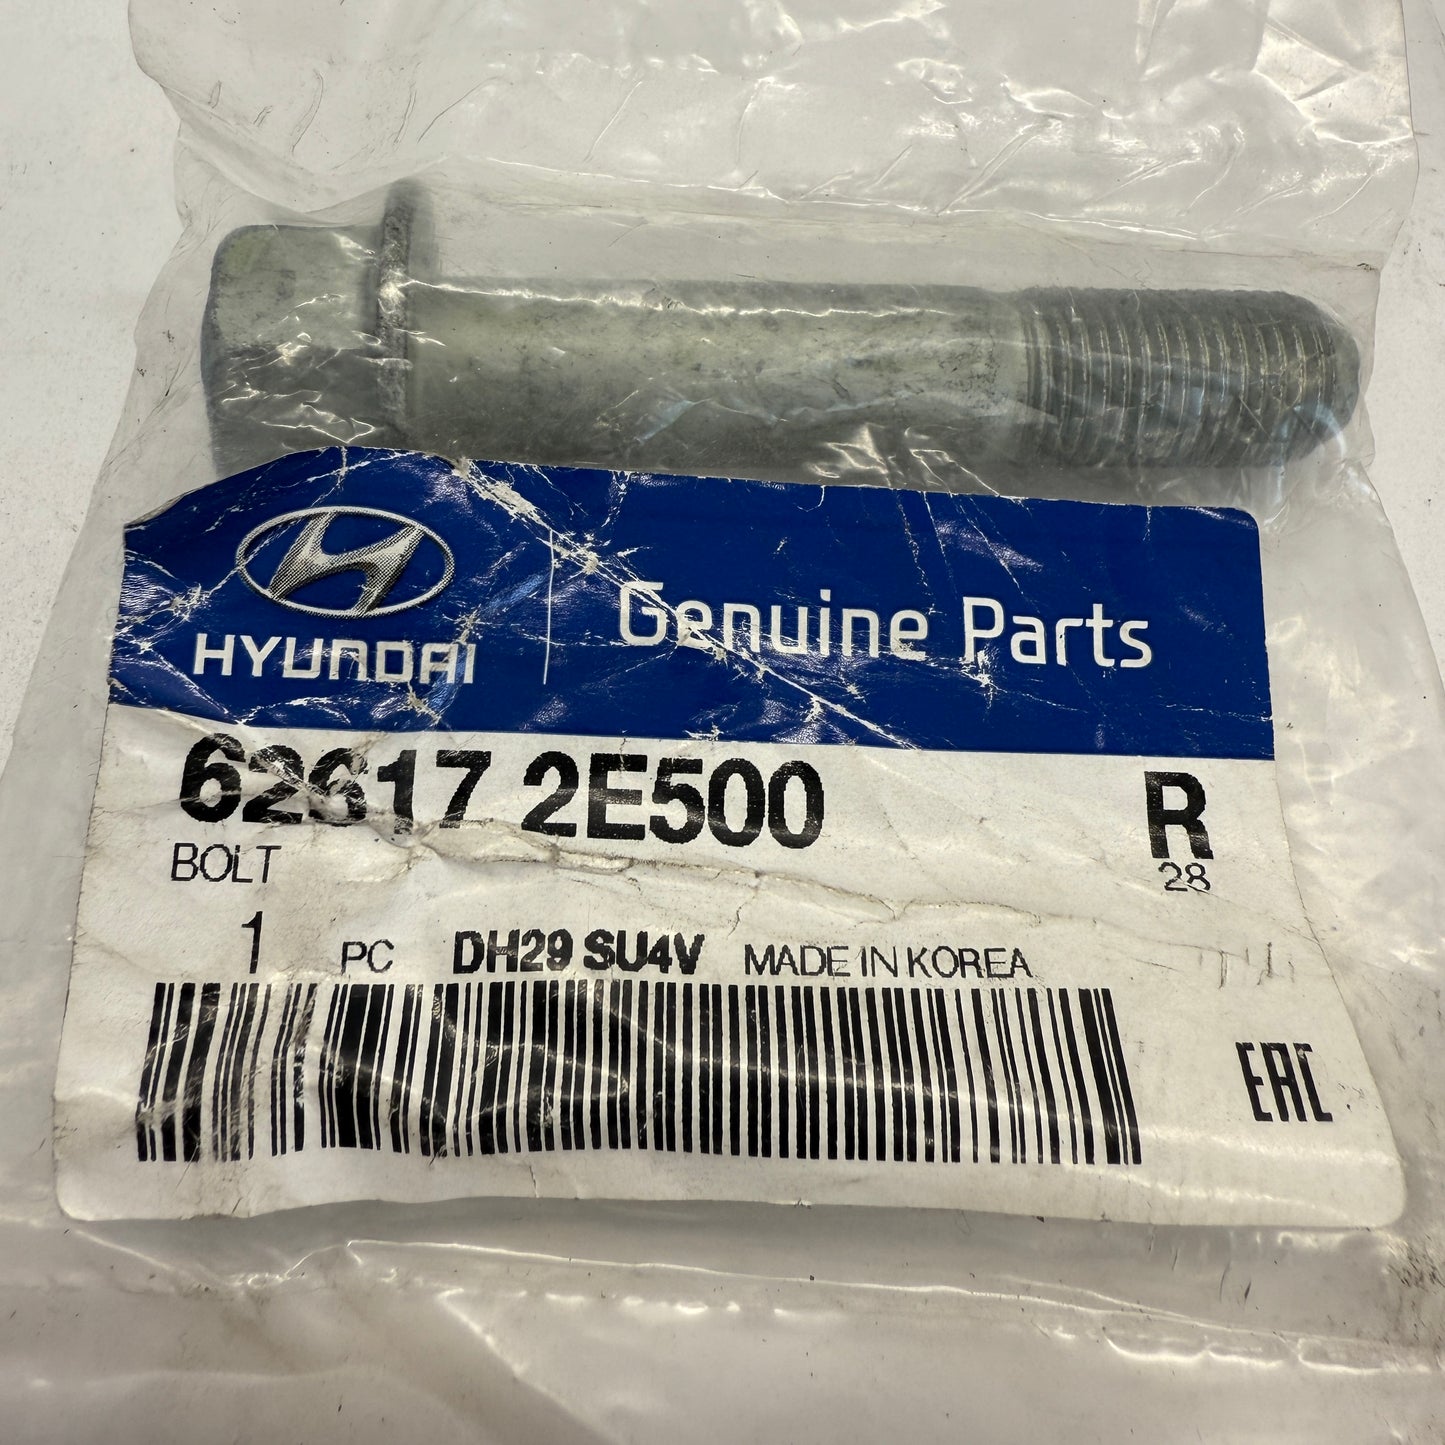 HYUNDAI
Genuine Parts
62617 2E500
R
BOLT
28
1 PC DH29 SU4V MADE IN KOREA
EAC